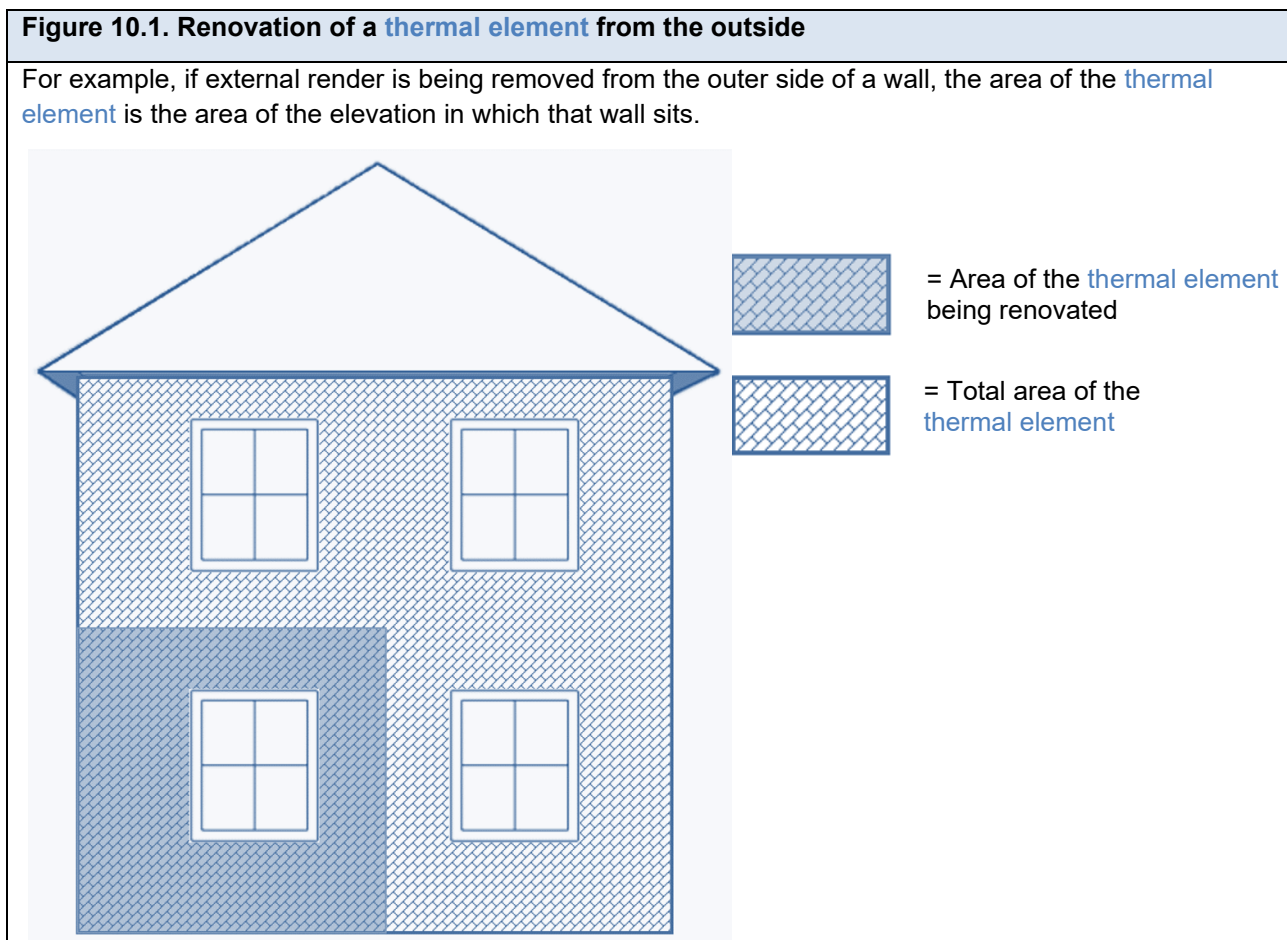 Figure 10.1. Renovation of a thermal element from the outside
For example, if external render is being removed from the outer side of a wall, the area of the thermal
element is the area of the elevation in which that wall sits.
= Area of the thermal element
being renovated
= Total area of the
thermal element